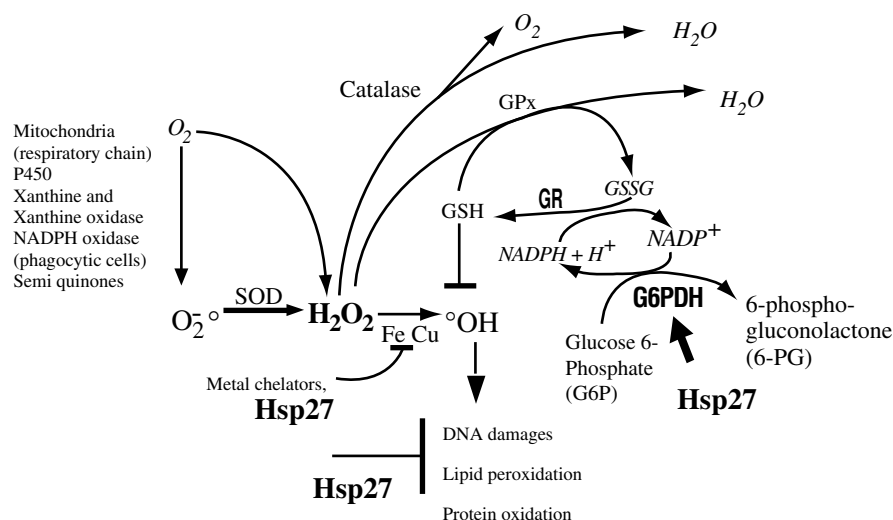 O2
H2O
Catalase
GPx
H2O
Mitochondria
(respiratory chain)
P450
Xanthine and
Xanthine oxidase
NADPH oxidase
(phagocytic cells)
Semi quinones
O2
GSH
GR
GSSG
NADPH + H+
NADP+
O2-°
SOD
H2O2
Fe Cu
°OH
G6PDH
Glucose 6-
Phosphate
(G6P)
6-phospho-
gluconolactone
(6-PG)
Metal chelators,
Hsp27
Hsp27
Hsp27
DNA damages
Lipid peroxidation
Protein oxidation